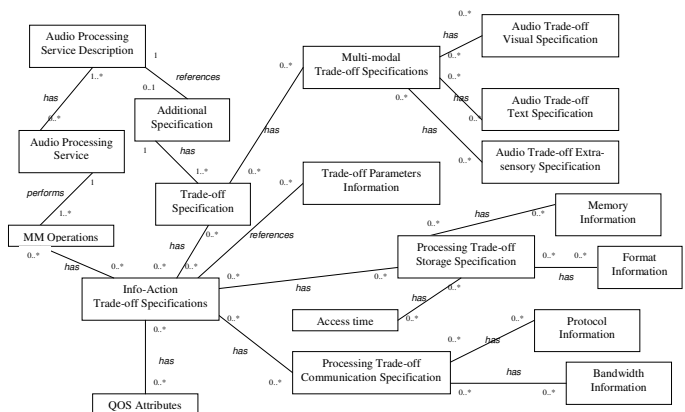 Audio Processing
Service Description
1
1..*
references
has
0..1
0..*
Additional
Specification
Audio Processing
Service
1
has
1
1..*
performs
1..*
Trade-off
Specification
0..*
0..*
MM Operations
0..*
has
has
0..*
0..*
0..*
Info-Action
Trade-off Specifications
0..*
0..*
0..*
has
0..*
QOS Attributes
has
0..*
Multi-modal
Trade-off Specifications
0..*
has
0..*
0..*
Audio Trade-off
Visual Specification
0..*
has
0..*
Audio Trade-off
Text Specification
0..*
0..*
Audio Trade-off Extra-
sensory Specification
Trade-off Parameters
Information
0..*
references
has
0..*
Processing Trade-off
Storage Specification
0..*
has
0..*
Memory
Information
0..*
has
0..*
Format
Information
0..*
has
0..*
Access time
has
0..*
Processing Trade-off
Communication Specification
0..*
has
0..*
Protocol
Information
0..*
has
0..*
Bandwidth
Information